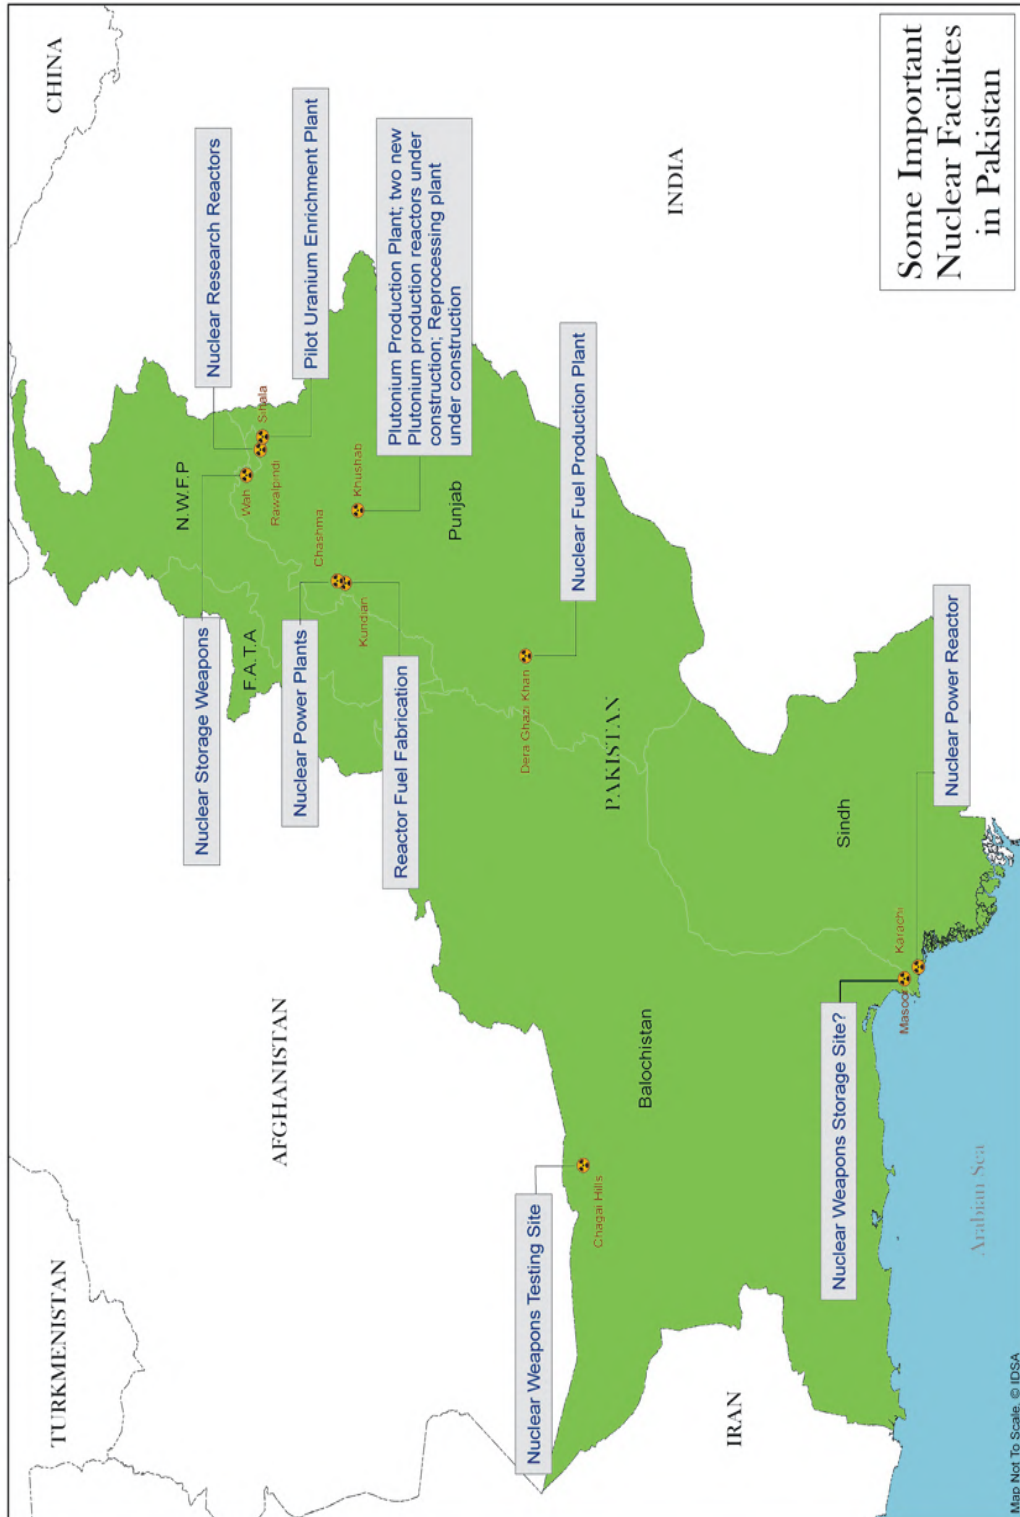 TURKMENISTAN
CHINA
N.W.F.P
Nuclear Storage Weapons
Nuclear Research Reactors
F.A.T.A
Wah
Sihala
Rawalpindi
AFGHANISTAN
Nuclear Power Plants
Pilot Uranium Enrichment Plant
Chashma
Khushab
Kundian
Reactor Fuel Fabrication
Plutonium Production Plant; two new
Plutonium production reactors under
construction; Reprocessing plant
under construction
Punjab
Dera Ghazi Khan
Nuclear Weapons Testing Site
Nuclear Fuel Production Plant
Chagai Hills
PAKISTAN
Balochistan
INDIA
IRAN
Nuclear Weapons Storage Site?
Sindh
Karachi
Nuclear Power Reactor
Arabian Sea
Some Important
Nuclear Facilites
in Pakistan
Map Not To Scale. © IDSA